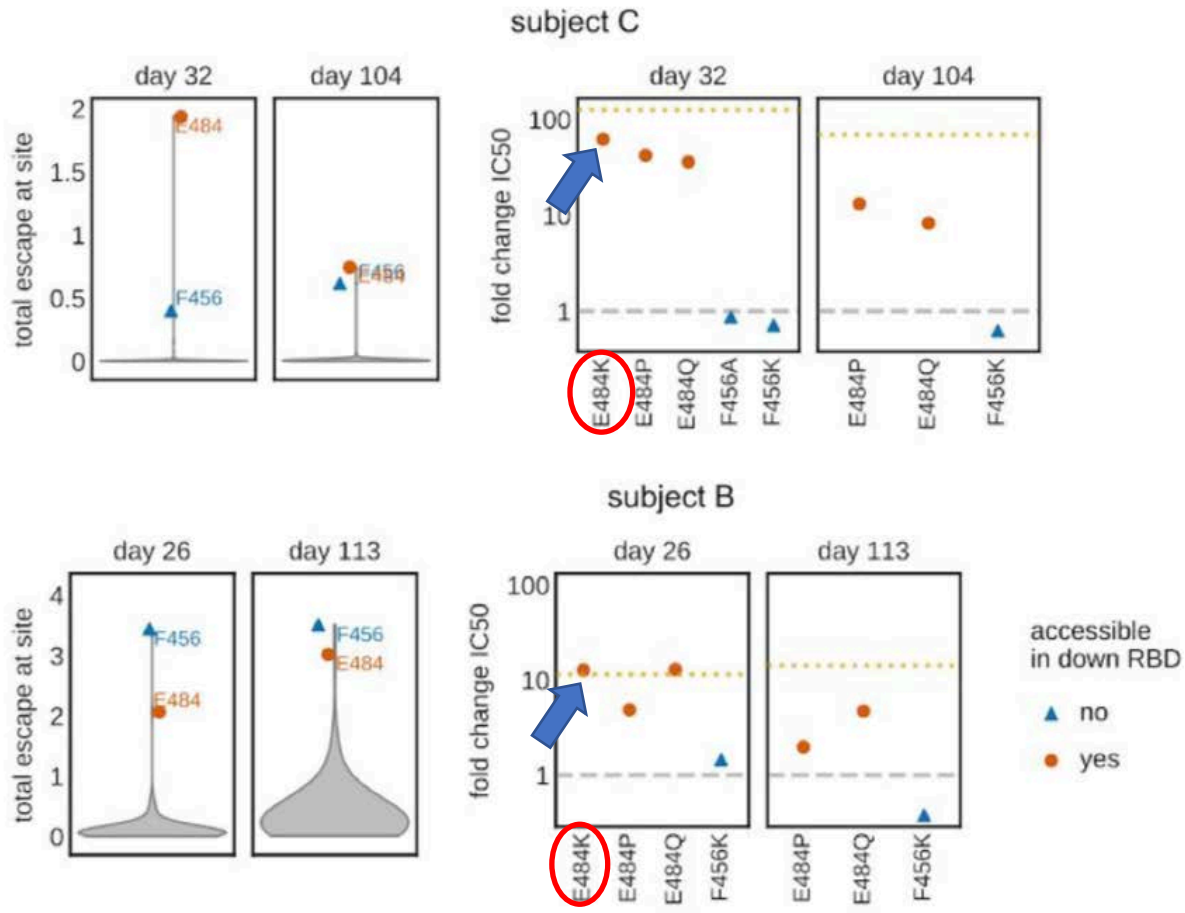 subject C
day 32
day 104
day 32
day 104
total escape at site
2
1.5
1
0.5
0
E484
F456
F456
E484
fold change IC50
100
10
1
E484K
E484P
E484Q
F456A
F456K
E484P
E484Q
F456K
subject B
day 26
day 113
day 26
day 113
total escape at site
4
3
2
1
0
F456
E484
F456
E484
fold change IC50
100
10
1
E484K
E484P
E484Q
F456K
E484P
E484Q
F456K
accessible
in down RBD
no
yes